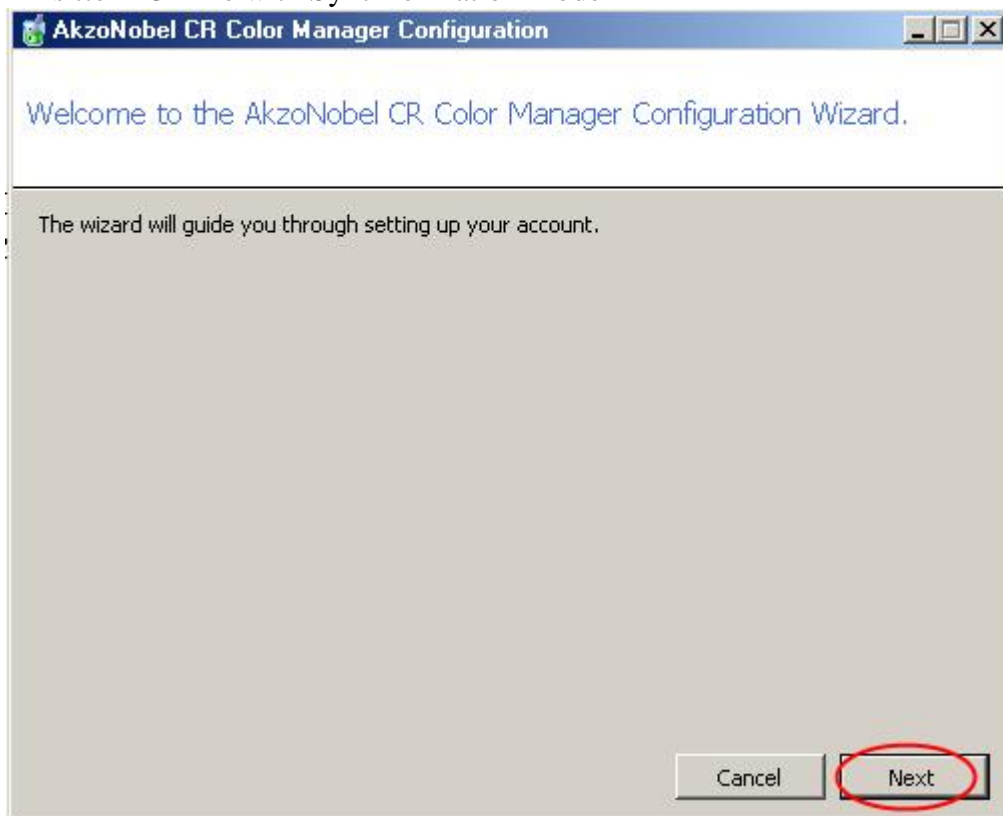 AkzoNobel CR Color Manager Configuration
Welcome to the AkzoNobel CR Color Manager Configuration Wizard.
The wizard will guide you through setting up your account.
Cancel Next